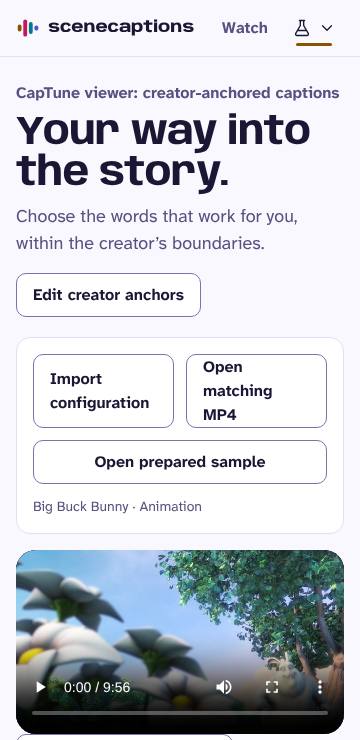 scenecaptions
Watch
CapTune viewer: creator-anchored captions
Your way into
the story.
Choose the words that work for you,
within the creator’s boundaries.
Edit creator anchors
Import
configuration
Open
matching
MP4
Open prepared sample
Big Buck Bunny · Animation
0:00 / 9:56